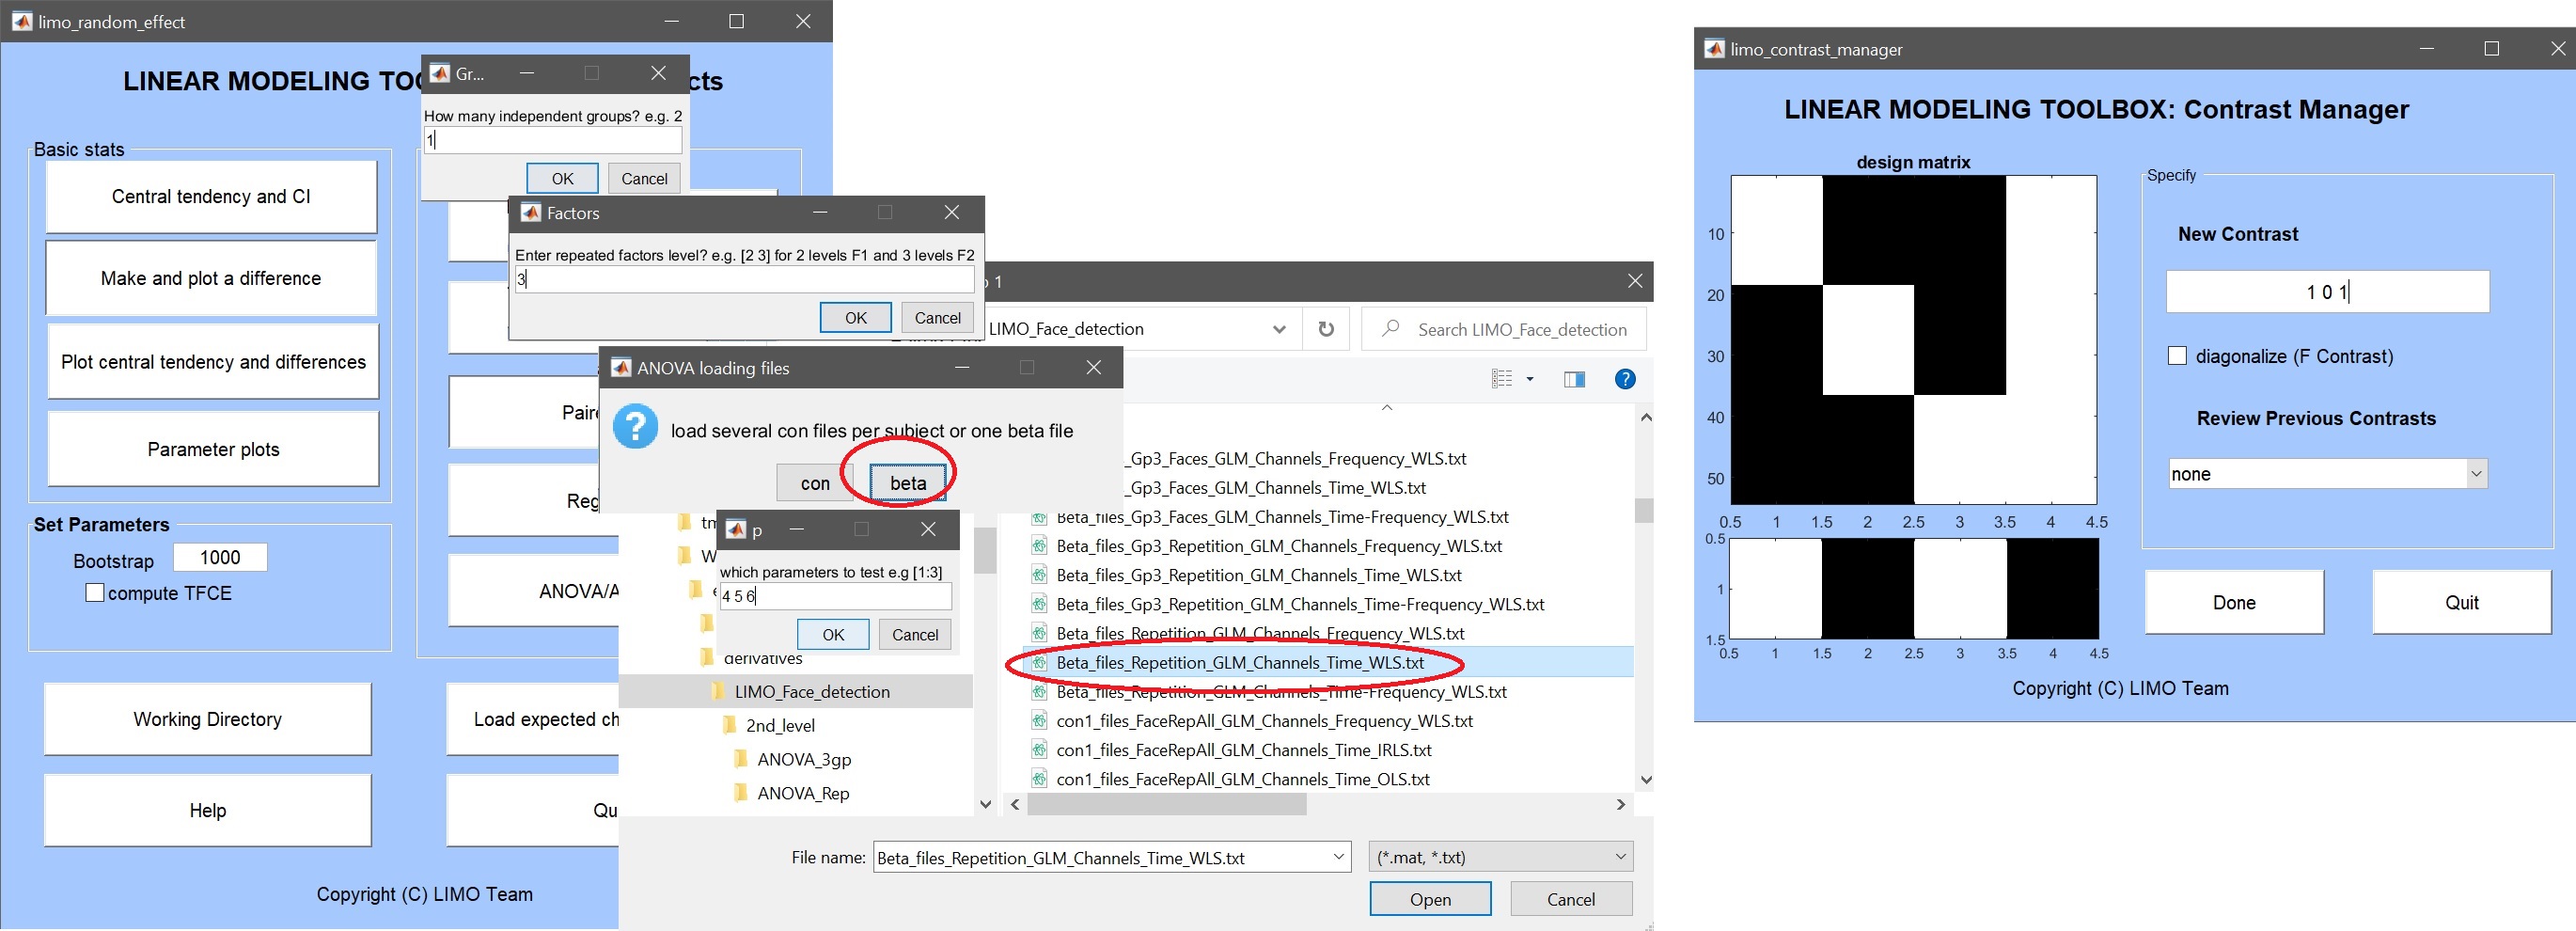 limo_random_effect
LINEAR MODELING TOO
cts
Basic stats
Central tendency and CI
Make and plot a difference
Plot central tendency and differences
Parameter plots
Set Parameters
Bootstrap 1000
compute TFCE
Working Directory
Help
Copyright (C) LIMO Team
Paire
Reg
ANOVA/A
Load expected ch
Qu
Gr...
How many independent groups? e.g. 2
1
OK Cancel
Factors
Enter repeated factors level? e.g. [2 3] for 2 levels F1 and 3 levels F2
3
OK Cancel
1
LIMO_Face_detection
Search LIMO_Face_detection
ANOVA loading files
load several con files per subject or one beta file
con beta
p
which parameters to test e.g [1:3]
4 5 6
OK Cancel
tm
W
e
derivatives
LIMO_Face_detection
2nd_level
ANOVA_3gp
ANOVA_Rep
_Gp3_Faces_GLM_Channels_Frequency_WLS.txt
_Gp3_Faces_GLM_Channels_Time_WLS.txt
Beta_files_Gp3_Faces_GLM_Channels_Time-Frequency_WLS.txt
Beta_files_Gp3_Repetition_GLM_Channels_Frequency_WLS.txt
Beta_files_Gp3_Repetition_GLM_Channels_Time_WLS.txt
Beta_files_Gp3_Repetition_GLM_Channels_Time-Frequency_WLS.txt
Beta_files_Repetition_GLM_Channels_Frequency_WLS.txt
Beta_files_Repetition_GLM_Channels_Time_WLS.txt
Beta_files_Repetition_GLM_Channels_Time-Frequency_WLS.txt
con1_files_FaceRepAll_GLM_Channels_Frequency_WLS.txt
con1_files_FaceRepAll_GLM_Channels_Time_IRLS.txt
con1_files_FaceRepAll_GLM_Channels_Time_OLS.txt
File name: Beta_files_Repetition_GLM_Channels_Time_WLS.txt
(*.mat, *.txt)
Open Cancel
limo_contrast_manager
LINEAR MODELING TOOLBOX: Contrast Manager
design matrix
10
20
30
40
50
0.5 1 1.5 2 2.5 3 3.5 4 4.5
0.5
1
1.5
0.5 1 1.5 2 2.5 3 3.5 4 4.5
Specify
New Contrast
1 0 1
diagonalize (F Contrast)
Review Previous Contrasts
none
Done Quit
Copyright (C) LIMO Team